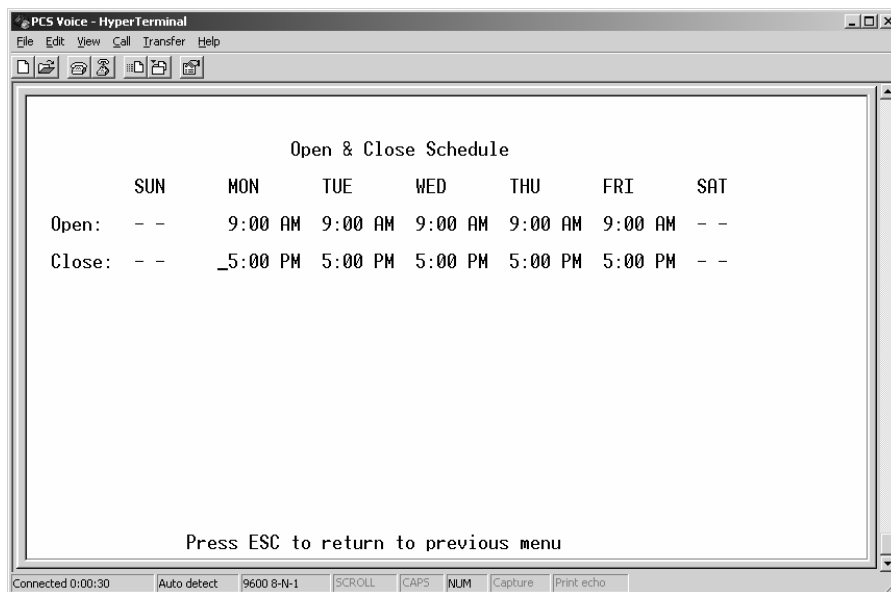 PCS Voice - HyperTerminal
File Edit View Call Transfer Help
Open & Close Schedule
SUN MON TUE WED THU FRI SAT
Open: - - 9:00 AM 9:00 AM 9:00 AM 9:00 AM 9:00 AM - -
Close: - - _5:00 PM 5:00 PM 5:00 PM 5:00 PM 5:00 PM - -
Press ESC to return to previous menu
Connected 0:00:30 Auto detect 9600 8-N-1 SCROLL CAPS NUM Capture Print echo